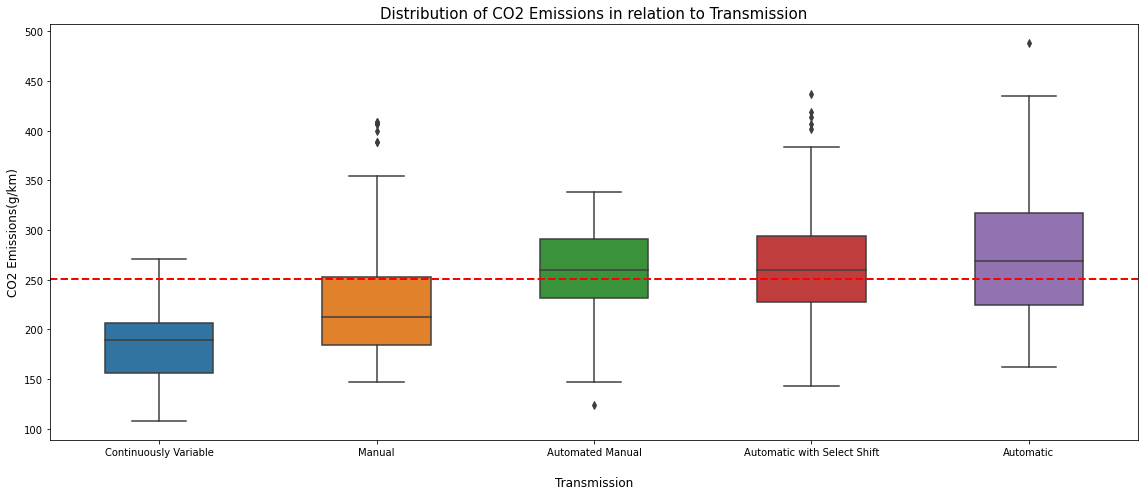 Distribution of CO2 Emissions in relation to Transmission
CO2 Emissions(g/km)
500
450
400
350
300
250
200
150
100
Continuously Variable
Manual
Automated Manual
Automatic with Select Shift
Automatic
Transmission